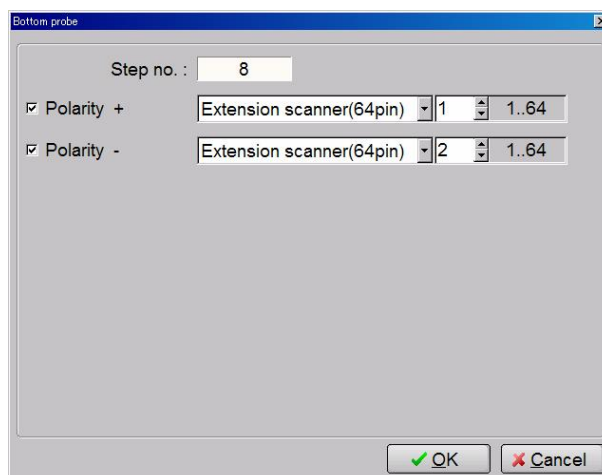 Bottom probe
Step no. : 8
Polarity + Extension scanner(64pin) 1 1..64
Polarity - Extension scanner(64pin) 2 1..64
OK Cancel